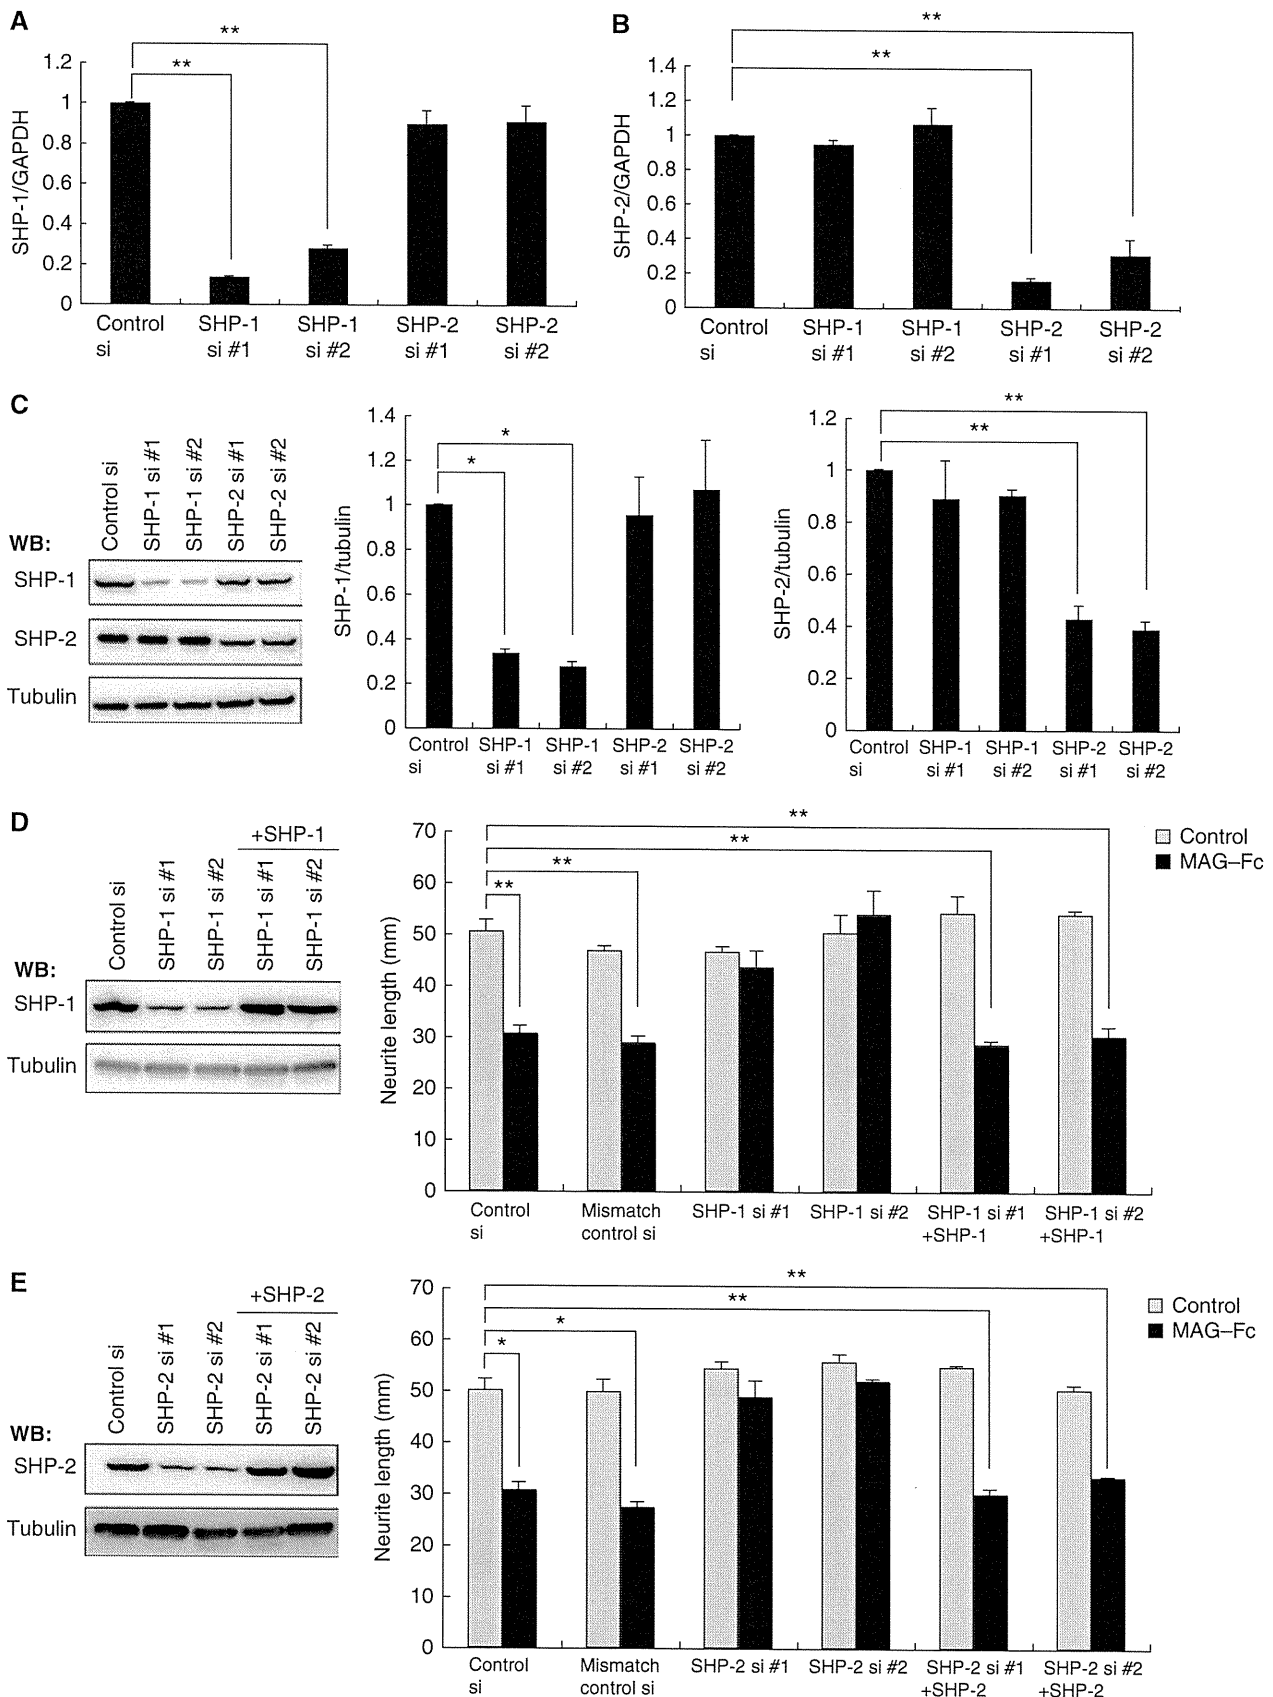 A
**
**
1.2
1
0.8
0.6
0.4
0.2
0
SHP-1/GAPDH
Control si
SHP-1 si #1
SHP-1 si #2
SHP-2 si #1
SHP-2 si #2
B
**
**
1.4
1.2
1
0.8
0.6
0.4
0.2
0
SHP-2/GAPDH
Control si
SHP-1 si #1
SHP-1 si #2
SHP-2 si #1
SHP-2 si #2
C
Control si
SHP-1 si #1
SHP-1 si #2
SHP-2 si #1
SHP-2 si #2
WB:
SHP-1
SHP-2
Tubulin
*
*
1.4
1.2
1
0.8
0.6
0.4
0.2
0
SHP-1/tubulin
Control si
SHP-1 si #1
SHP-1 si #2
SHP-2 si #1
SHP-2 si #2
**
**
1.2
1
0.8
0.6
0.4
0.2
0
SHP-2/tubulin
Control si
SHP-1 si #1
SHP-1 si #2
SHP-2 si #1
SHP-2 si #2
D
+SHP-1
Control si
SHP-1 si #1
SHP-1 si #2
SHP-1 si #1
SHP-1 si #2
WB:
SHP-1
Tubulin
**
**
**
**
70
60
50
40
30
20
10
0
Neurite length (mm)
Control
MAG–Fc
Control si
Mismatch control si
SHP-1 si #1
SHP-1 si #2
SHP-1 si #1 +SHP-1
SHP-1 si #2 +SHP-1
E
+SHP-2
Control si
SHP-2 si #1
SHP-2 si #2
SHP-2 si #1
SHP-2 si #2
WB:
SHP-2
Tubulin
**
**
*
*
70
60
50
40
30
20
10
0
Neurite length (mm)
Control
MAG–Fc
Control si
Mismatch control si
SHP-2 si #1
SHP-2 si #2
SHP-2 si #1 +SHP-2
SHP-2 si #2 +SHP-2